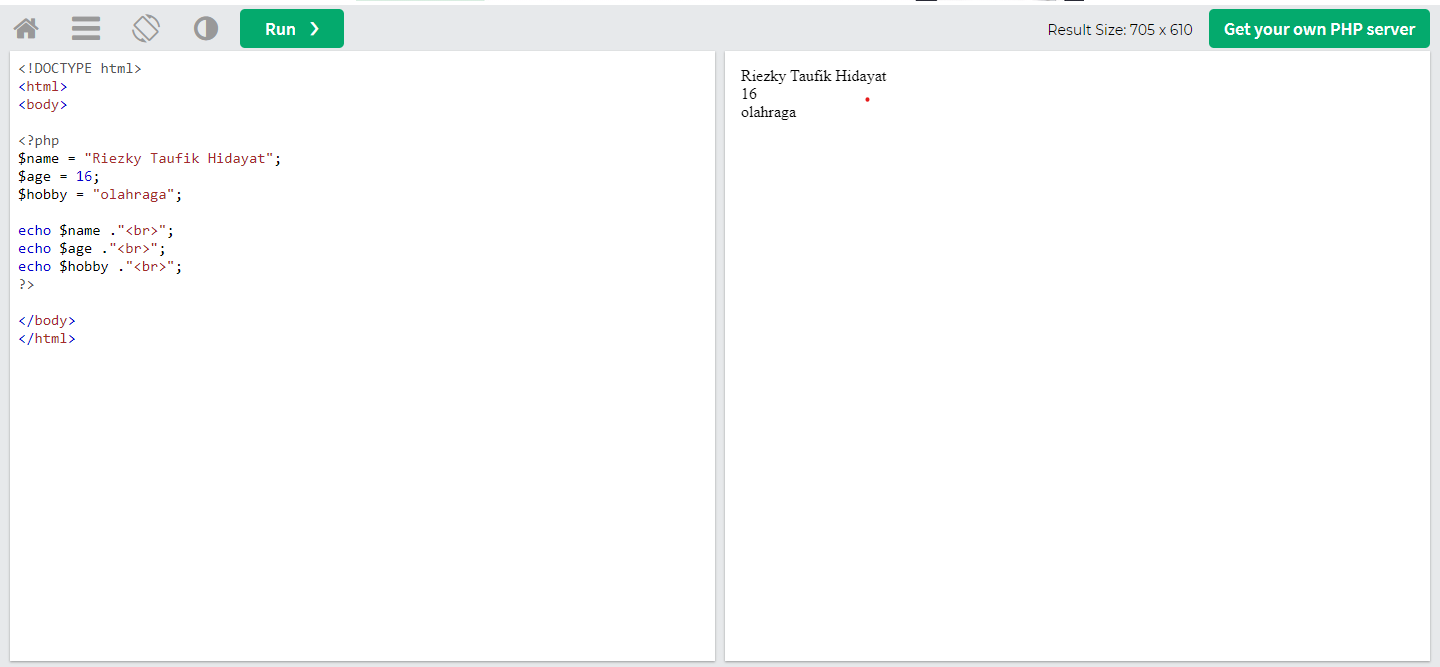 Run ❯
Result Size: 705 x 610
Get your own PHP server
<!DOCTYPE html>
<html>
<body>
<?php
$name = "Riezky Taufik Hidayat";
$age = 16;
$hobby = "olahraga";
echo $name ."<br>";
echo $age ."<br>";
echo $hobby ."<br>";
?>
</body>
</html>
Riezky Taufik Hidayat
16
olahraga